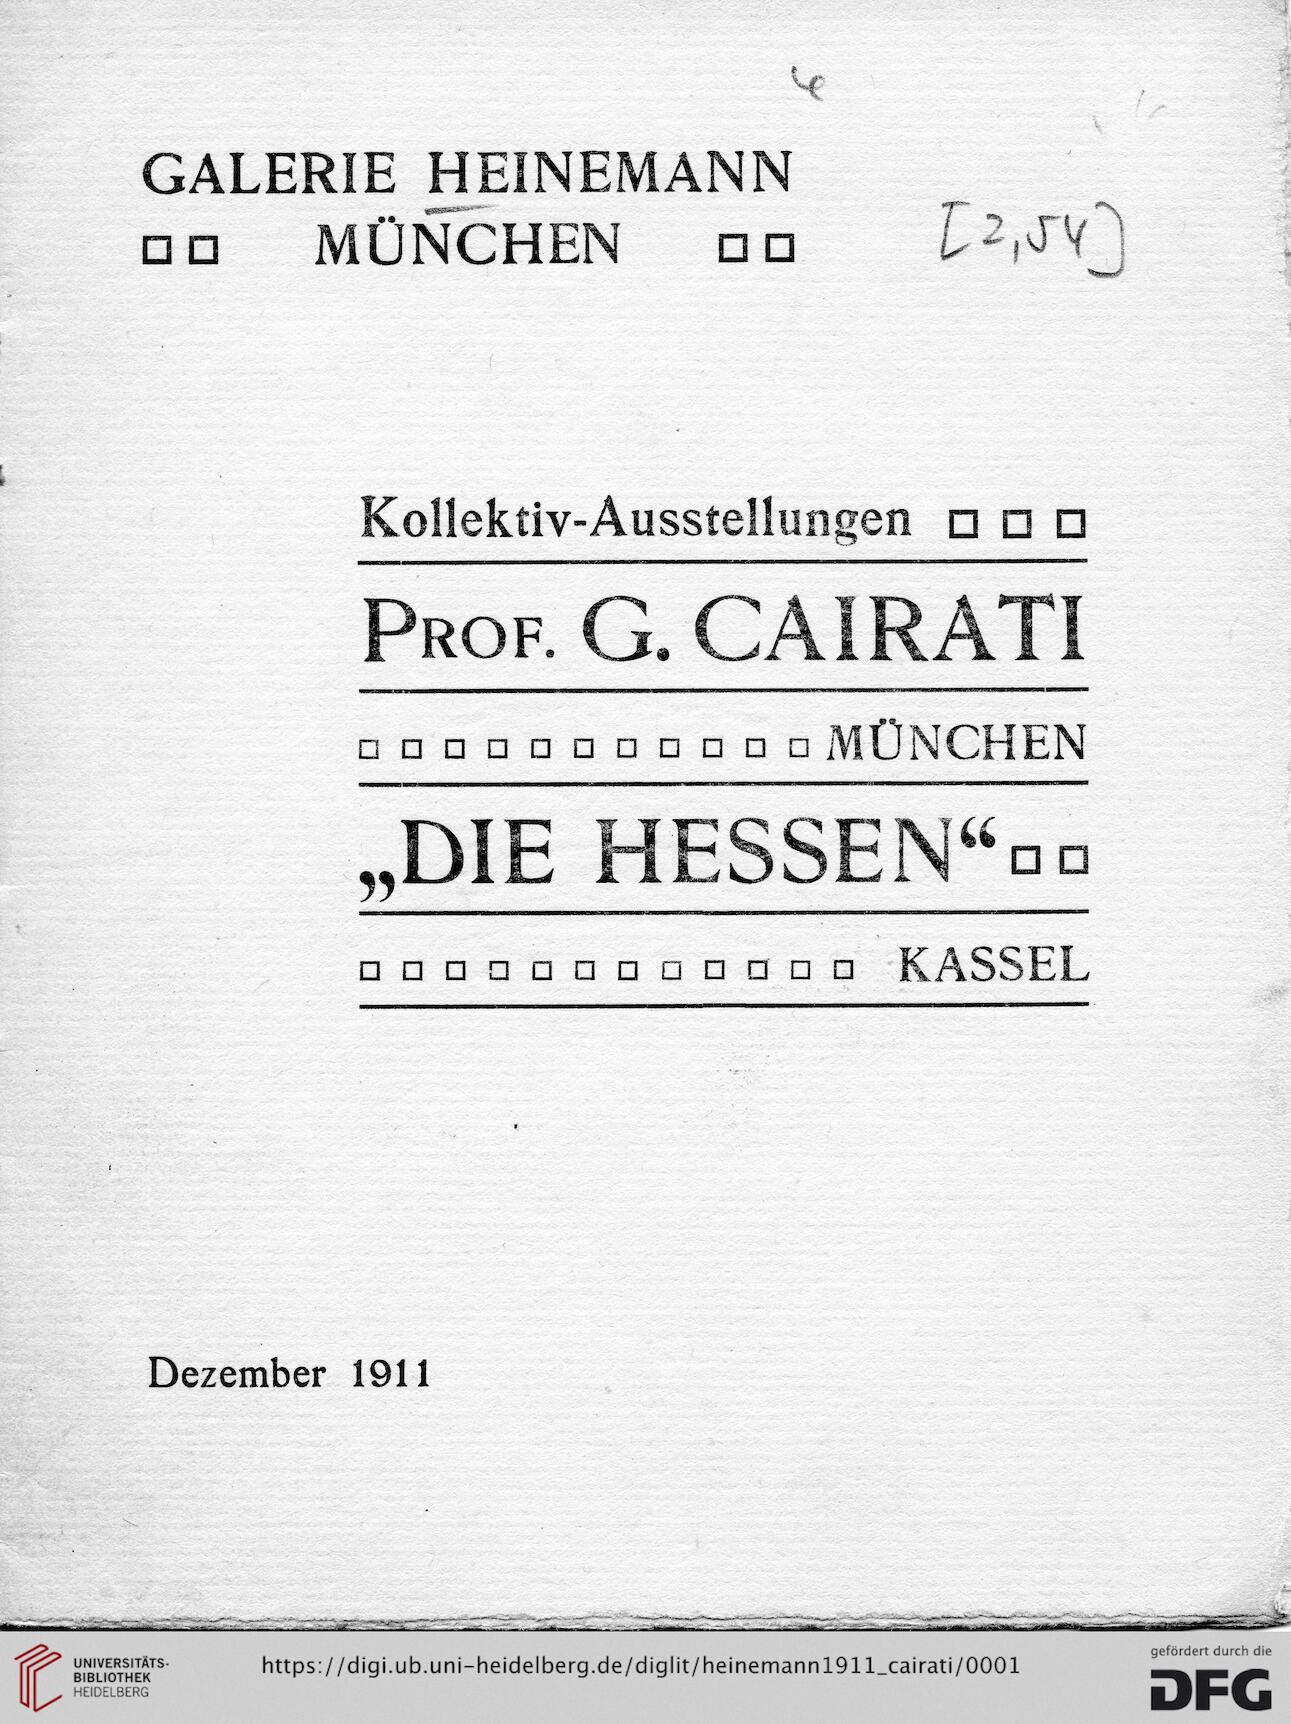 GALERIE HEINEMANN
□ □ MÜNCHEN □ □
[2,54]
Kollektiv-Ausstellungen □ □ □
PROF. G. CAIRATI
□ □ □ □ □ □ □ □ □ □ □ MÜNCHEN
„DIE HESSEN“ □ □
□ □ □ □ □ □ □ □ □ □ □ □ KASSEL
Dezember 1911
UNIVERSITÄTS-
BIBLIOTHEK
HEIDELBERG
https://digi.ub.uni-heidelberg.de/diglit/heinemann1911_cairati/0001
gefördert durch die
DFG